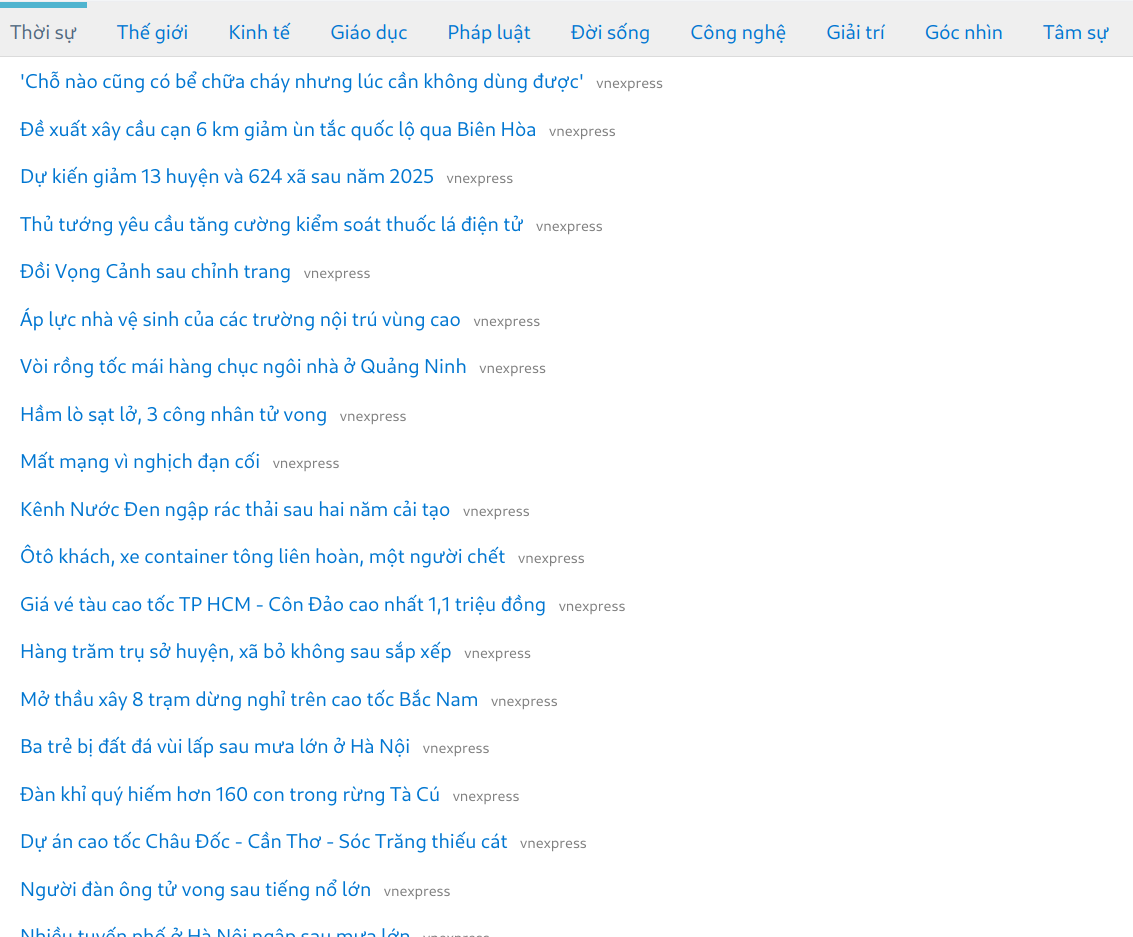 Thời sự Thế giới Kinh tế Giáo dục Pháp luật Đời sống Công nghệ Giải trí Góc nhìn Tâm sự
'Chỗ nào cũng có bể chữa cháy nhưng lúc cần không dùng được' vnexpress
Đề xuất xây cầu cạn 6 km giảm ùn tắc quốc lộ qua Biên Hòa vnexpress
Dự kiến giảm 13 huyện và 624 xã sau năm 2025 vnexpress
Thủ tướng yêu cầu tăng cường kiểm soát thuốc lá điện tử vnexpress
Đồi Vọng Cảnh sau chỉnh trang vnexpress
Áp lực nhà vệ sinh của các trường nội trú vùng cao vnexpress
Vòi rồng tốc mái hàng chục ngôi nhà ở Quảng Ninh vnexpress
Hầm lò sạt lở, 3 công nhân tử vong vnexpress
Mất mạng vì nghịch đạn cối vnexpress
Kênh Nước Đen ngập rác thải sau hai năm cải tạo vnexpress
Ôtô khách, xe container tông liên hoàn, một người chết vnexpress
Giá vé tàu cao tốc TP HCM - Côn Đảo cao nhất 1,1 triệu đồng vnexpress
Hàng trăm trụ sở huyện, xã bỏ không sau sắp xếp vnexpress
Mở thầu xây 8 trạm dừng nghỉ trên cao tốc Bắc Nam vnexpress
Ba trẻ bị đất đá vùi lấp sau mưa lớn ở Hà Nội vnexpress
Đàn khỉ quý hiếm hơn 160 con trong rừng Tà Cú vnexpress
Dự án cao tốc Châu Đốc - Cần Thơ - Sóc Trăng thiếu cát vnexpress
Người đàn ông tử vong sau tiếng nổ lớn vnexpress
Nhiều tuyến phố ở Hà Nội ngập sau mưa lớn vnexpress